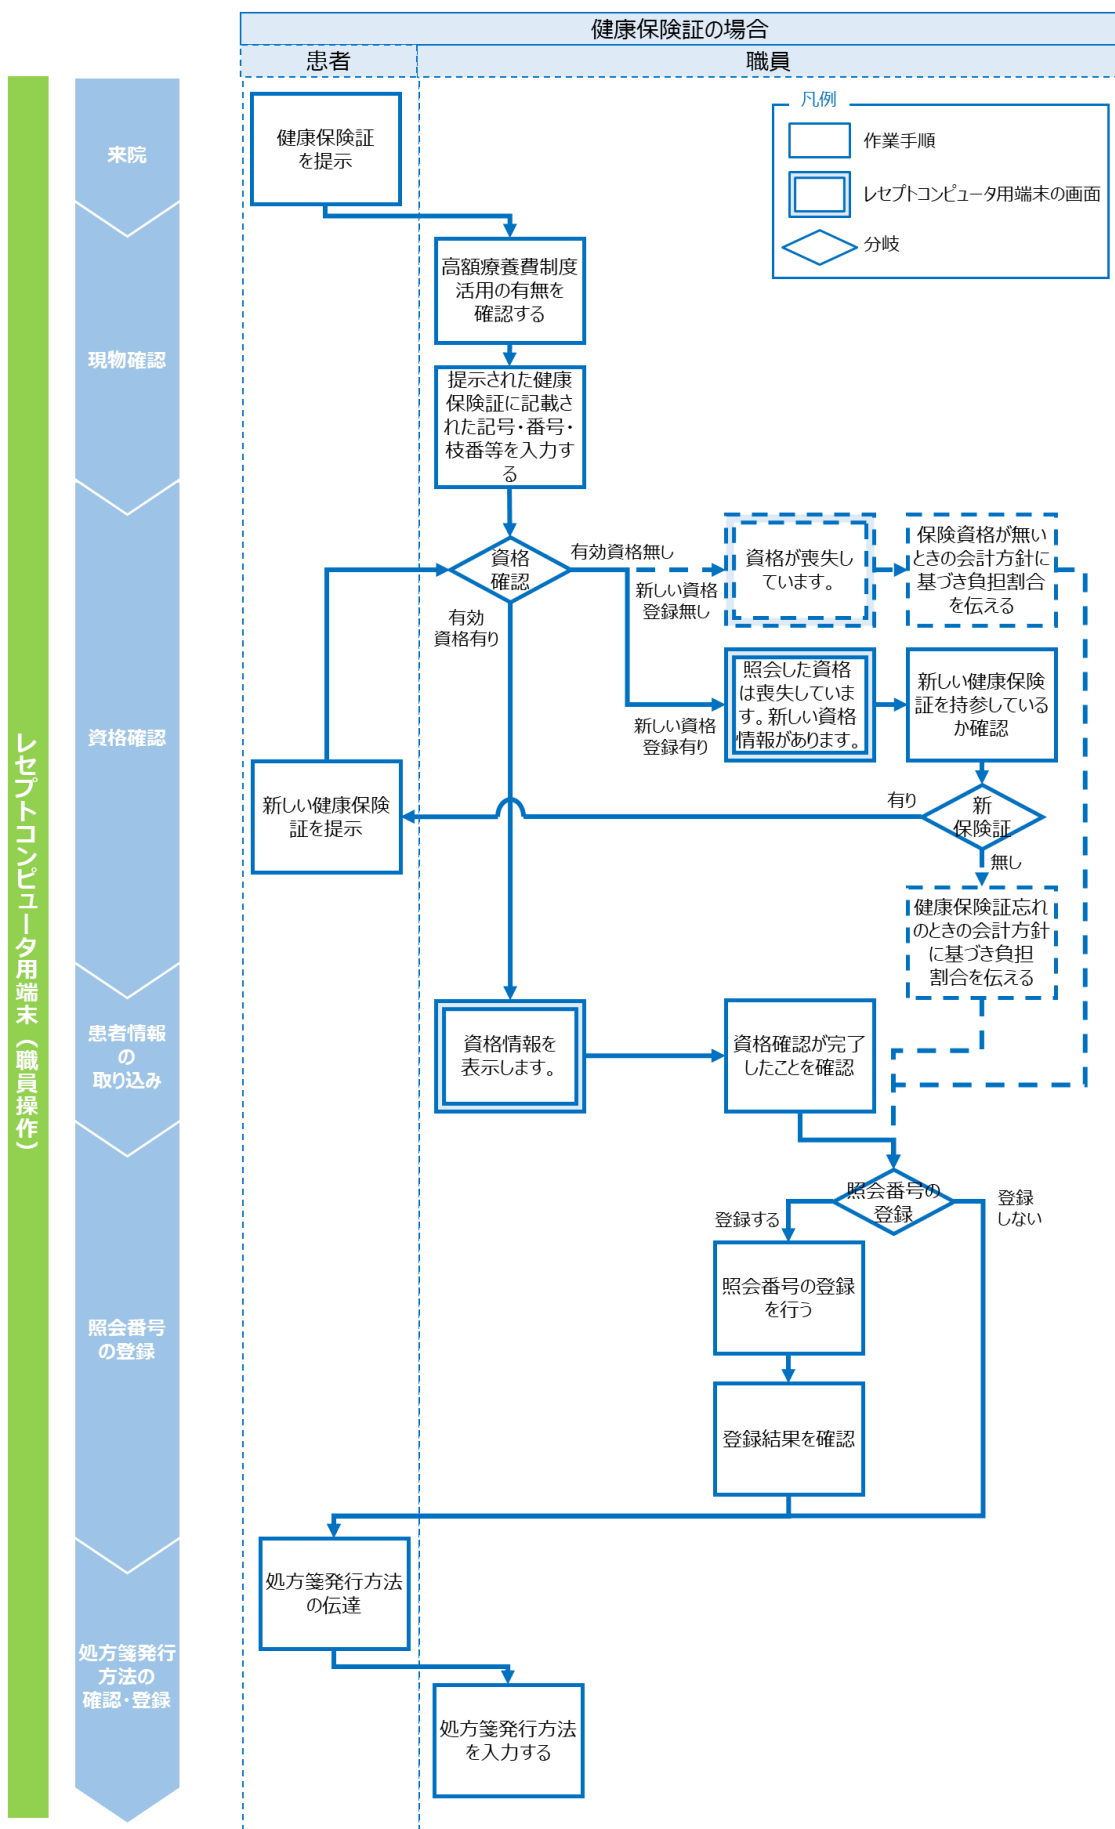 健康保険証の場合
患者
職員
レセプトコンピュータ用端末（職員操作）
来院
現物確認
資格確認
患者情報
の
取り込み
照会番号
の登録
処方箋発行
方法の
確認・登録
凡例
作業手順
レセプトコンピュータ用端末の画面
分岐
健康保険証
を提示
高額療養費制度
活用の有無を
確認する
提示された健康
保険証に記載さ
れた記号・番号・
枝番等を入力す
る
資格
確認
有効資格無し
新しい資格
登録無し
有効
資格有り
資格が喪失し
ています。
保険資格が無い
ときの会計方針に
基づき負担割合
を伝える
新しい資格
登録有り
照会した資格
は喪失していま
す。新しい資格
情報があります。
新しい健康保険
証を持参している
か確認
新しい健康保険
証を提示
有り
新
保険証
無し
健康保険証忘れ
のときの会計方針
に基づき負担
割合を伝える
資格情報を
表示します。
資格確認が完了
したことを確認
照会番号の
登録
登録する
登録
しない
照会番号の登録
を行う
登録結果を確認
処方箋発行方法
の伝達
処方箋発行方法
を入力する